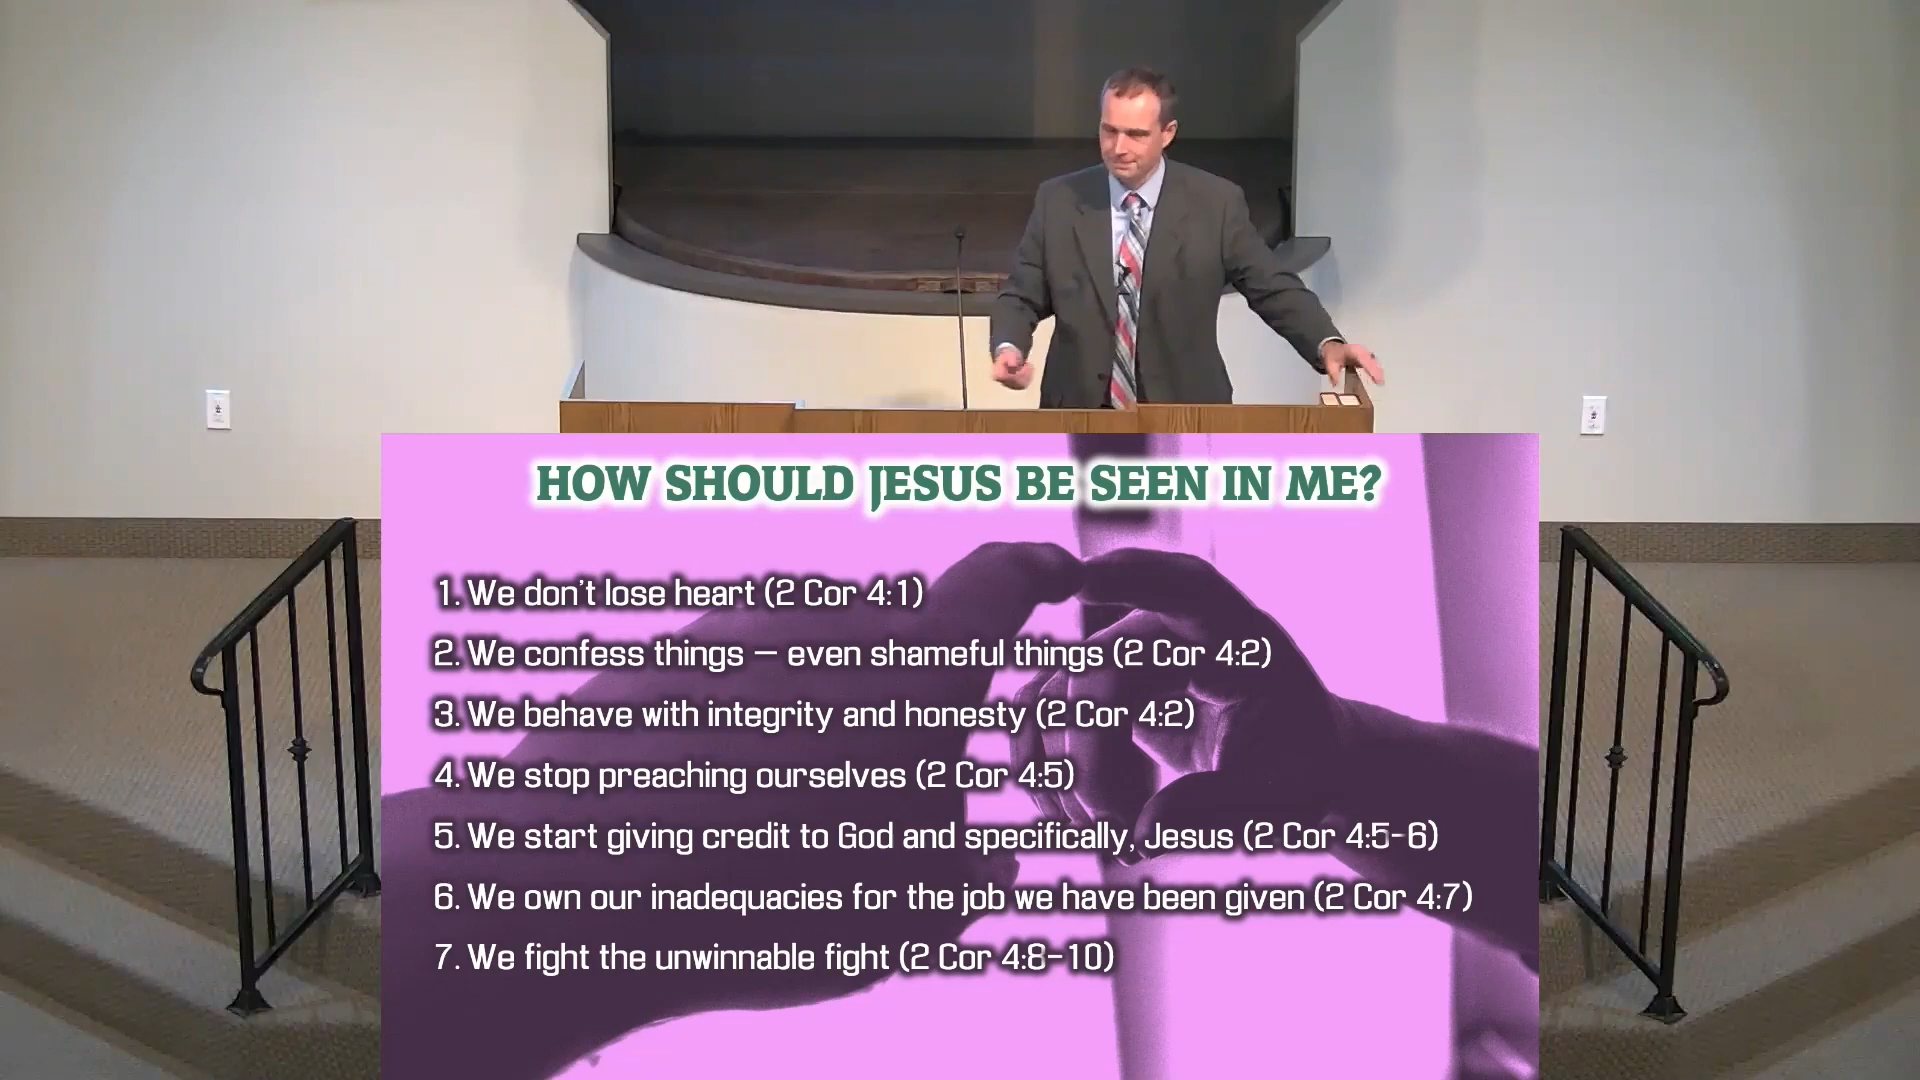 HOW SHOULD JESUS BE SEEN IN ME?
1. We don't lose heart (2 Cor 4:1)
2. We confess things – even shameful things (2 Cor 4:2)
3. We behave with integrity and honesty (2 Cor 4:2)
4. We stop preaching ourselves (2 Cor 4:5)
5. We start giving credit to God and specifically, Jesus (2 Cor 4:5-6)
6. We own our inadequacies for the job we have been given (2 Cor 4:7)
7. We fight the unwinnable fight (2 Cor 4:8-10)